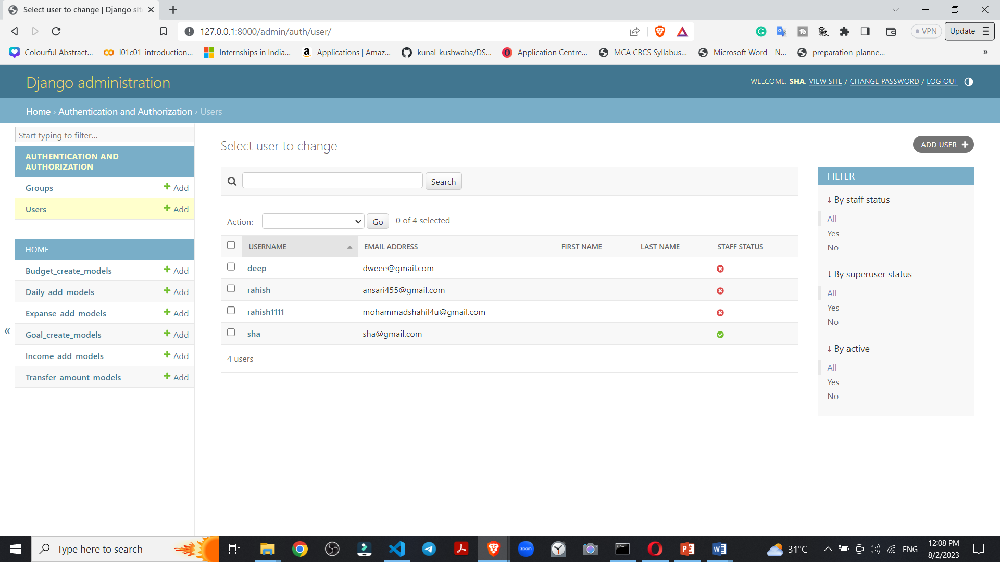 Select user to change | Django sit
127.0.0.1:8000/admin/auth/user/
VPN
Update
Colourful Abstract...
l01c01_introduction...
Internships in India...
Applications | Amaz...
kunal-kushwaha/DS...
Application Centre...
MCA CBCS Syllabus...
Microsoft Word - N...
preparation_planne...
»
Django administration
WELCOME, SHA. VIEW SITE / CHANGE PASSWORD / LOG OUT
Home › Authentication and Authorization › Users
Start typing to filter...
AUTHENTICATION AND
AUTHORIZATION
Groups Add
Users Add
HOME
Budget_create_models Add
Daily_add_models Add
Expanse_add_models Add
Goal_create_models Add
Income_add_models Add
Transfer_amount_models Add
«
Select user to change
ADD USER
Search
Action: --------- Go 0 of 4 selected
USERNAME EMAIL ADDRESS FIRST NAME LAST NAME STAFF STATUS
deep dweee@gmail.com
rahish ansari455@gmail.com
rahish1111 mohammadshahil4u@gmail.com
sha sha@gmail.com
4 users
FILTER
↓ By staff status
All
Yes
No
↓ By superuser status
All
Yes
No
↓ By active
All
Yes
No
Type here to search
zoom
31°C
ENG
12:08 PM
8/2/2023